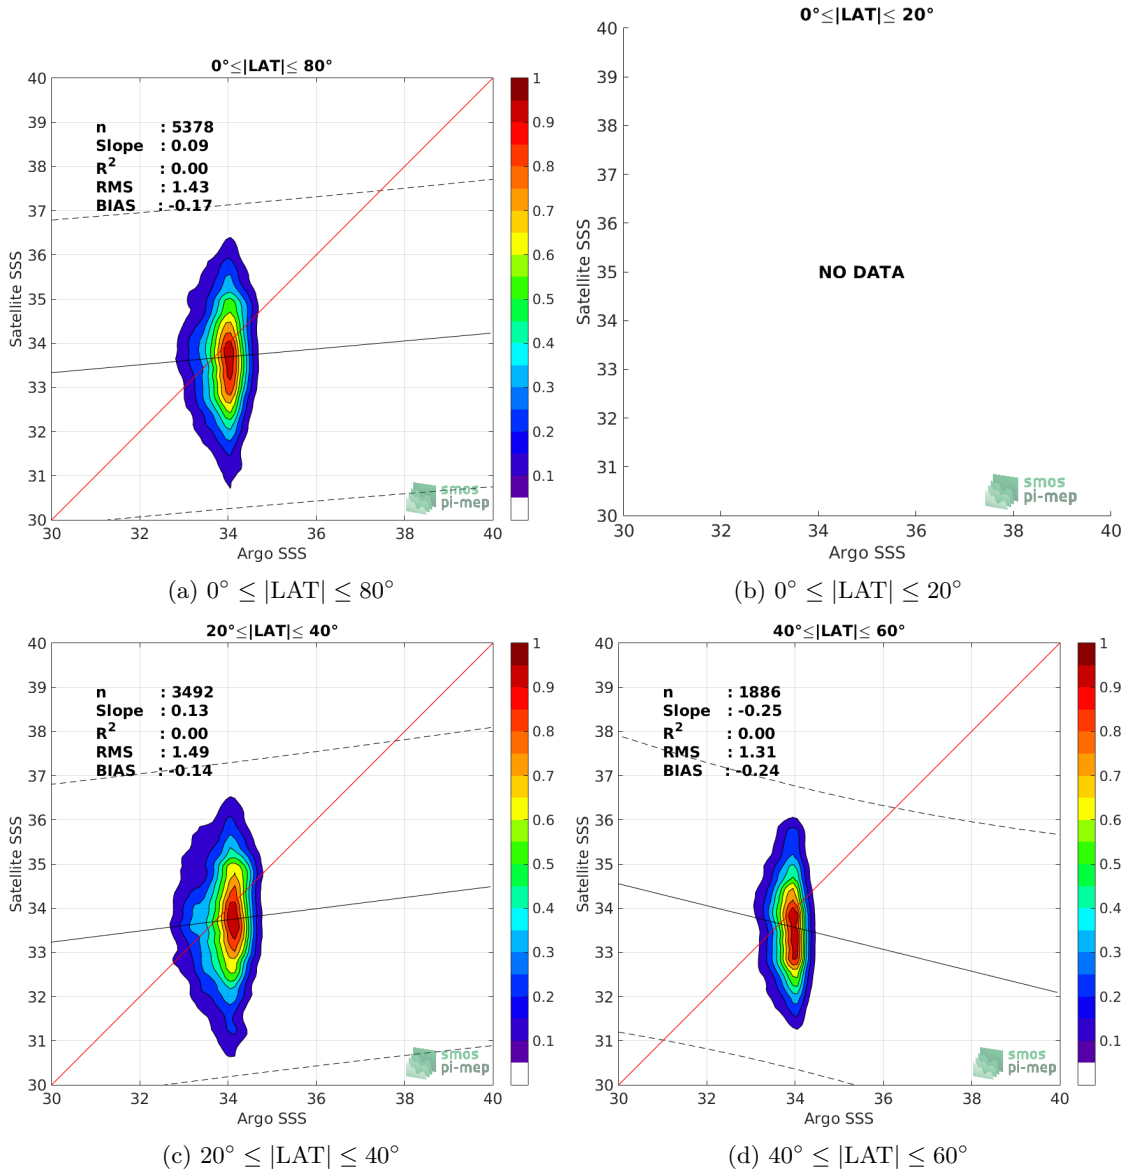 0°≤|LAT|≤ 80°
40
39
38
37
36
35
34
33
32
31
30
Satellite SSS
n : 5378
Slope : 0.09
R² : 0.00
RMS : 1.43
BIAS : -0.17
smos
pi-mep
30 32 34 36 38 40
Argo SSS
1
0.9
0.8
0.7
0.6
0.5
0.4
0.3
0.2
0.1
(a) 0° ≤ |LAT| ≤ 80°
0°≤|LAT|≤ 20°
40
39
38
37
36
35
34
33
32
31
30
Satellite SSS
NO DATA
smos
pi-mep
30 32 34 36 38 40
Argo SSS
(b) 0° ≤ |LAT| ≤ 20°
20°≤|LAT|≤ 40°
40
39
38
37
36
35
34
33
32
31
30
Satellite SSS
n : 3492
Slope : 0.13
R² : 0.00
RMS : 1.49
BIAS : -0.14
smos
pi-mep
30 32 34 36 38 40
Argo SSS
1
0.9
0.8
0.7
0.6
0.5
0.4
0.3
0.2
0.1
(c) 20° ≤ |LAT| ≤ 40°
40°≤|LAT|≤ 60°
40
39
38
37
36
35
34
33
32
31
30
Satellite SSS
n : 1886
Slope : -0.25
R² : 0.00
RMS : 1.31
BIAS : -0.24
smos
pi-mep
30 32 34 36 38 40
Argo SSS
1
0.9
0.8
0.7
0.6
0.5
0.4
0.3
0.2
0.1
(d) 40° ≤ |LAT| ≤ 60°